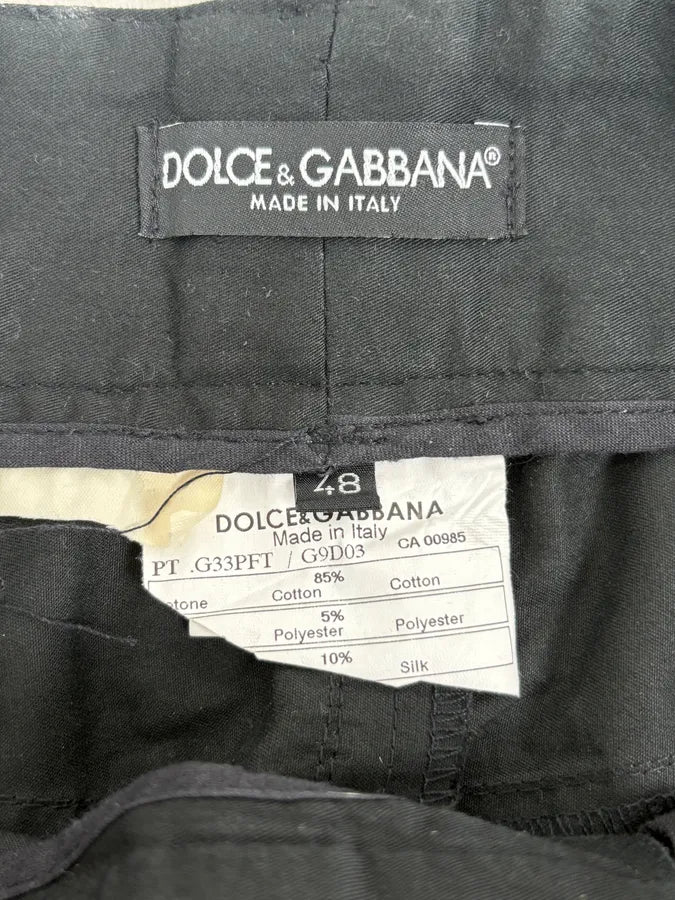 DOLCE & GABBANA®
MADE IN ITALY
48
DOLCE & GABBANA
Made in Italy
PT .G33PFT / G9D03 CA 00985
85%
otone Cotton Cotton
5%
Polyester Polyester
10%
Silk